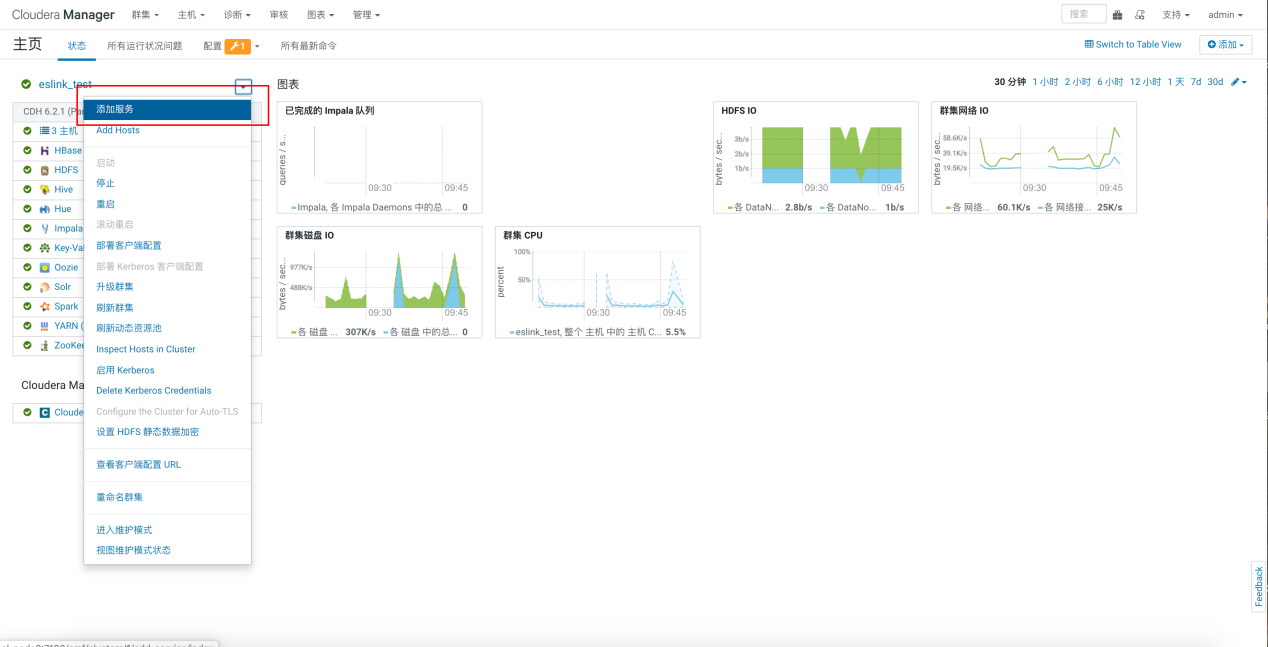 Cloudera Manager 群集 主机 诊断 审核 图表 管理 搜索 支持 admin
主页 状态 所有运行状况问题 配置 1 所有最新命令 Switch to Table View 添加
eslink_test
图表
30 分钟 1 小时 2 小时 6 小时 12 小时 1 天 7d 30d
CDH 6.2.1
3 主机
HBase
HDFS
Hive
Hue
Impala
Oozie
Solr
Spark
YARN
Cloudera
添加服务
Add Hosts
启动
停止
重启
滚动重启
部署客户端配置
部署 Kerberos 客户端配置
升级群集
刷新群集
刷新动态资源池
Inspect Hosts in Cluster
启用 Kerberos
Delete Kerberos Credentials
Configure the Cluster for Auto-TLS
设置 HDFS 静态数据加密
查看客户端配置 URL
重命名群集
进入维护模式
视图维护模式状态
已完成的 Impala 队列
queries / s...
09:30 09:45
Impala, 各 Impala Daemons 中的总 ... 0
HDFS IO
bytes / sec...
3b/s
2b/s
1b/s
09:30 09:45
各 DataN... 2.8b/s 各 DataNo... 1b/s
群集网络 IO
bytes / sec...
58.6K/s
39.1K/s
19.5K/s
09:30 09:45
各 网络... 60.1K/s 各 网络接... 25K/s
群集磁盘 IO
bytes / sec...
977K/s
488K/s
09:30 09:45
各 磁盘 ... 307K/s 各 磁盘 中的总... 0
群集 CPU
percent
100%
50%
09:30 09:45
eslink_test, 整个 主机 中的 主机 C... 5.5%
Feedback